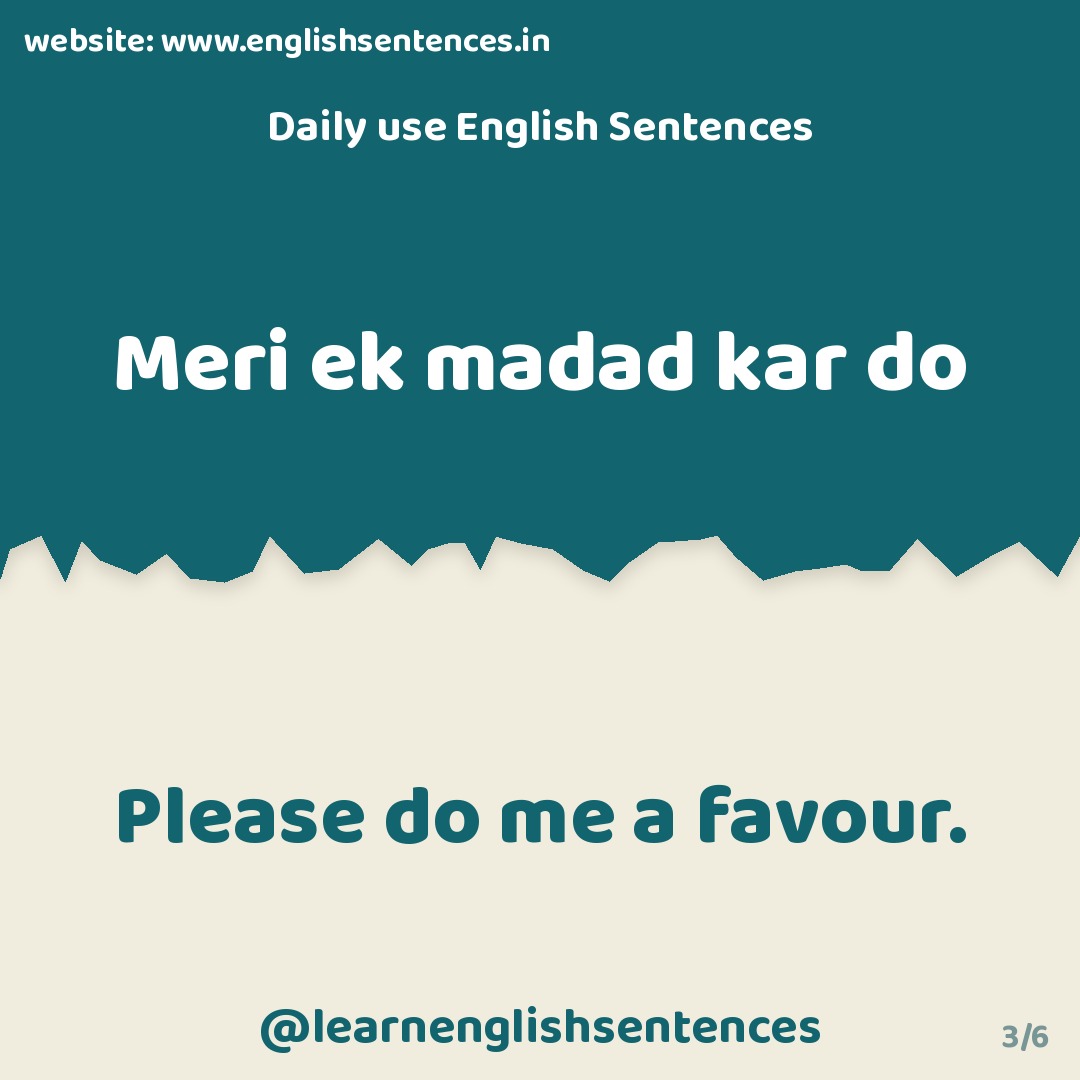 website: www.englishsentences.in
Daily use English Sentences
Meri ek madad kar do
Please do me a favour.
@learnenglishsentences
3/6